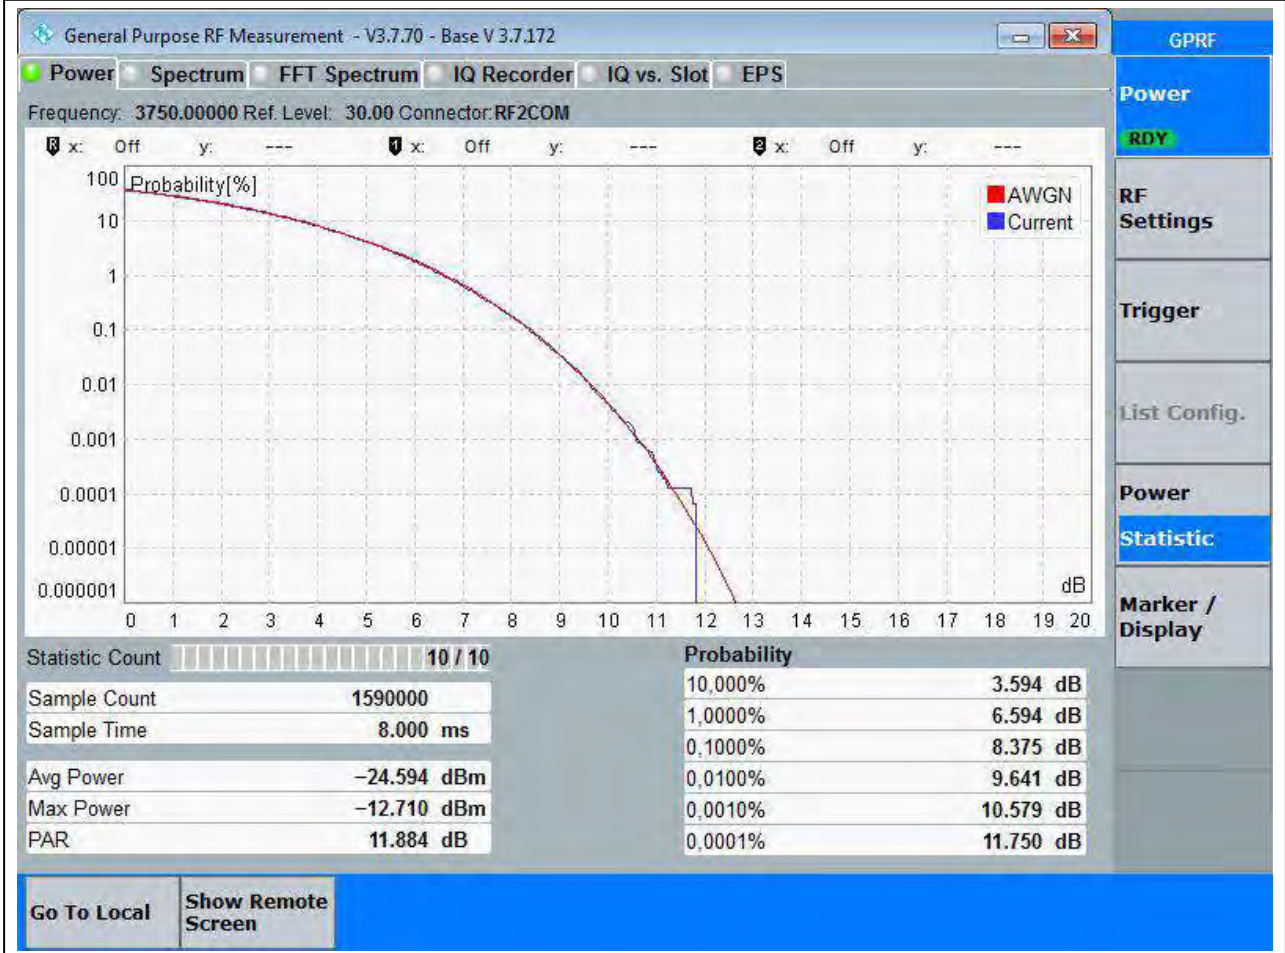 General Purpose RF Measurement - V3.7.70 - Base V 3.7.172
GPRF
Power Spectrum FFT Spectrum IQ Recorder IQ vs. Slot EPS
Frequency: 3750.00000 Ref. Level: 30.00 Connector:RF2COM
Power
RDY
R x: Off y: --- 1 x: Off y: --- 2 x: Off y: ---
Probability[%]
AWGN
Current
100
10
1
0.1
0.01
0.001
0.0001
0.00001
0.000001
dB
0 1 2 3 4 5 6 7 8 9 10 11 12 13 14 15 16 17 18 19 20
RF
Settings
Trigger
List Config.
Power
Statistic
Marker /
Display
Statistic Count 10 / 10
Sample Count 1590000
Sample Time 8.000 ms
Avg Power −24.594 dBm
Max Power −12.710 dBm
PAR 11.884 dB
Probability
10,000% 3.594 dB
1,0000% 6.594 dB
0,1000% 8.375 dB
0,0100% 9.641 dB
0,0010% 10.579 dB
0,0001% 11.750 dB
Go To Local
Show Remote
Screen